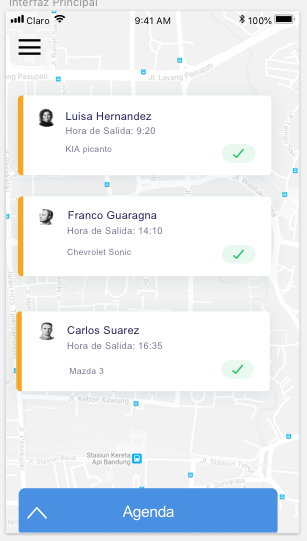 Interfaz Principal
Claro 9:41 AM 100%
Jl. Layang Pasupati
Luisa Hernandez
Hora de Salida: 9:20
KIA picanto
Franco Guaragna
Hora de Salida: 14:10
Chevrolet Sonic
Carlos Suarez
Hora de Salida: 16:35
Mazda 3
Jl. Kebon Kawung
Stasiun Kereta
Api Bandung
Agenda